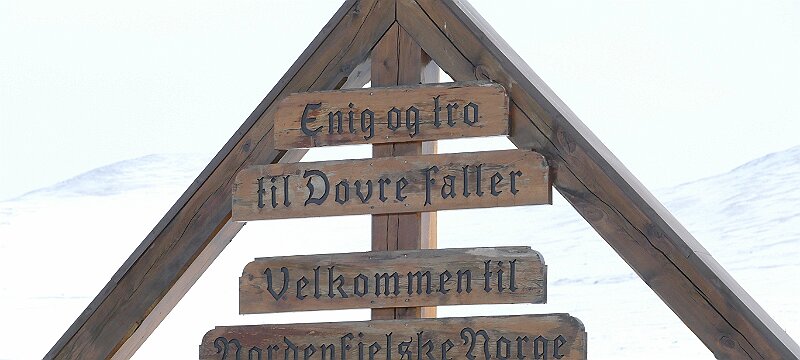 Enig og tro
til Dovre faller
Velkommen til
Nordenfjelske Norge